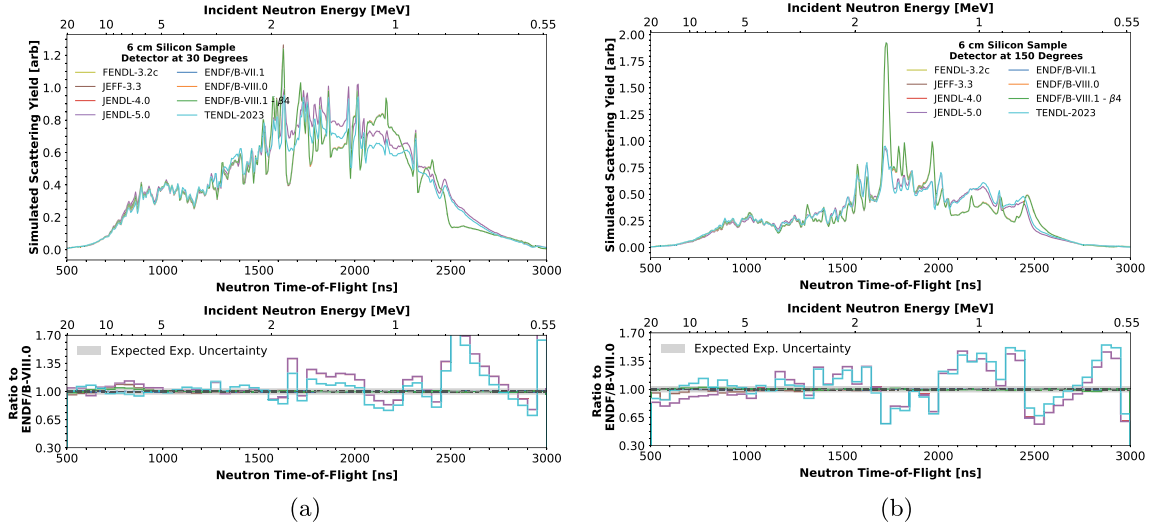 Incident Neutron Energy [MeV]
20 10 5 2 1 0.55
Simulated Scattering Yield [arb]
1.2
1.0
0.8
0.6
0.4
0.2
0.0
6 cm Silicon Sample
Detector at 30 Degrees
FENDL-3.2c ENDF/B-VII.1
JEFF-3.3 ENDF/B-VIII.0
JENDL-4.0 ENDF/B-VIII.1 - β4
JENDL-5.0 TENDL-2023
500 1000 1500 2000 2500 3000
Neutron Time-of-Flight [ns]
Incident Neutron Energy [MeV]
20 10 5 2 1 0.55
Ratio to
ENDF/B-VIII.0
1.70
1.35
1.00
0.65
0.30
Expected Exp. Uncertainty
500 1000 1500 2000 2500 3000
Neutron Time-of-Flight [ns]
(a)
Incident Neutron Energy [MeV]
20 10 5 2 1 0.55
Simulated Scattering Yield [arb]
2.00
1.75
1.50
1.25
1.00
0.75
0.50
0.25
0.00
6 cm Silicon Sample
Detector at 150 Degrees
FENDL-3.2c ENDF/B-VII.1
JEFF-3.3 ENDF/B-VIII.0
JENDL-4.0 ENDF/B-VIII.1 - β4
JENDL-5.0 TENDL-2023
500 1000 1500 2000 2500 3000
Neutron Time-of-Flight [ns]
Incident Neutron Energy [MeV]
20 10 5 2 1 0.55
Ratio to
ENDF/B-VIII.0
1.70
1.35
1.00
0.65
0.30
Expected Exp. Uncertainty
500 1000 1500 2000 2500 3000
Neutron Time-of-Flight [ns]
(b)